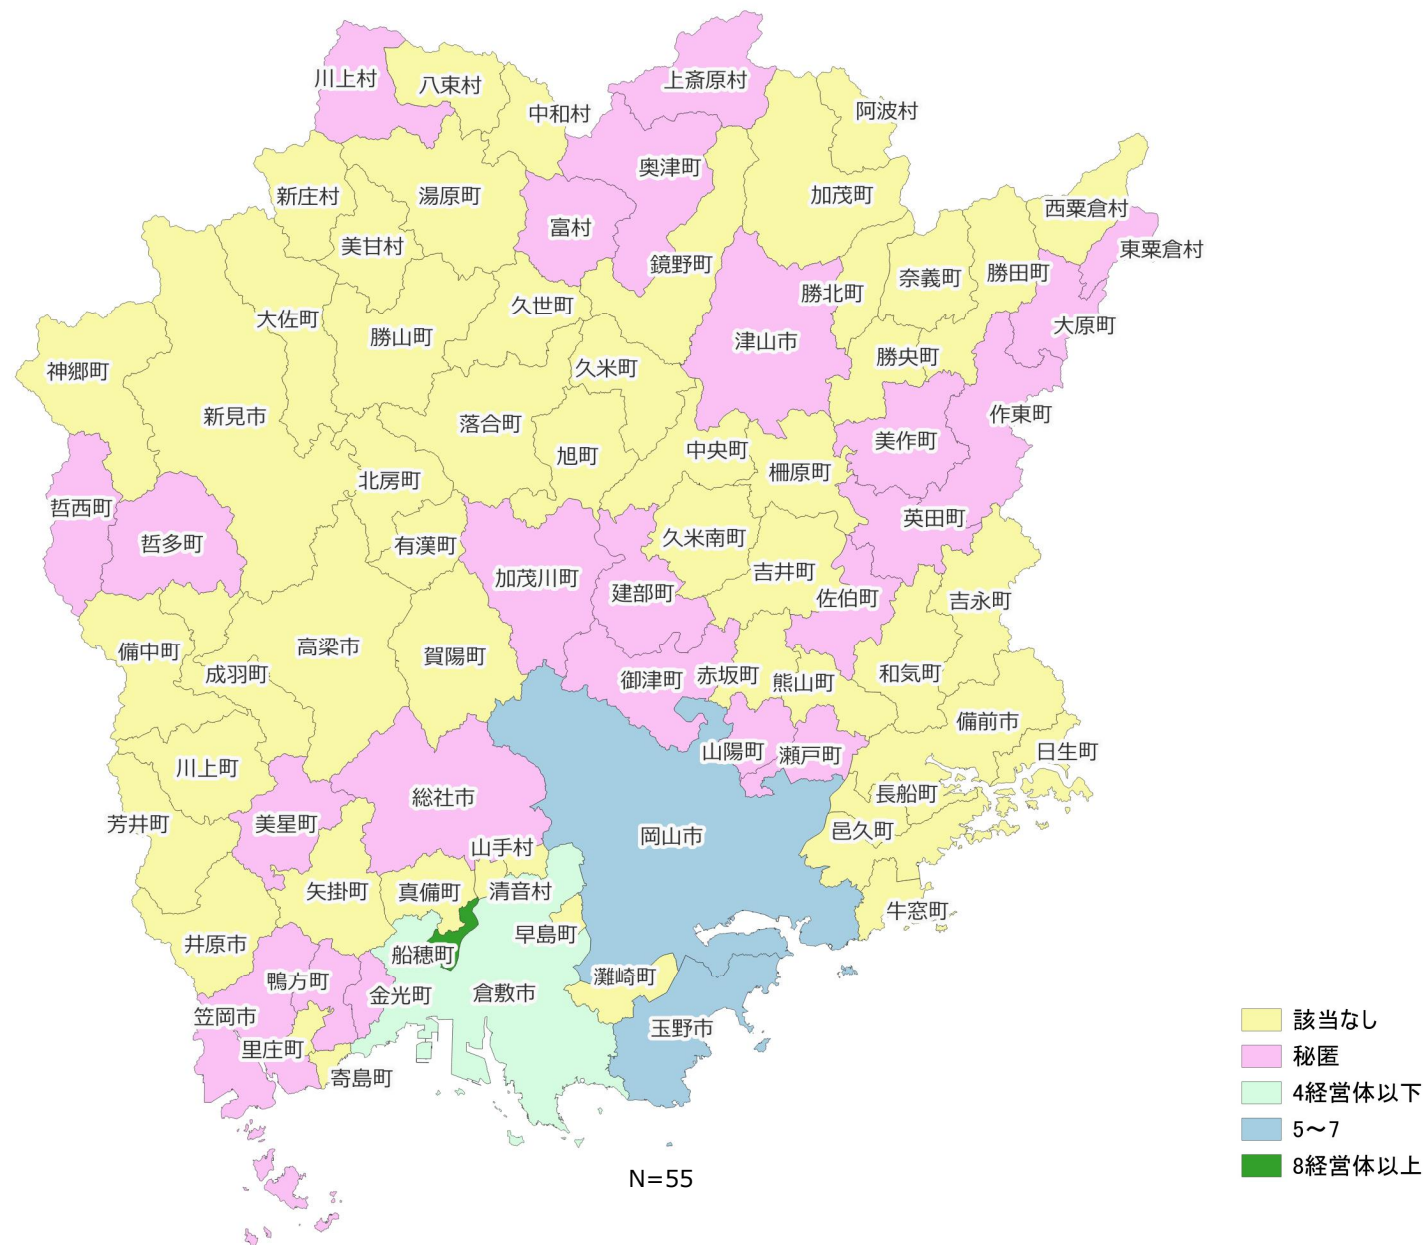 川上村
八束村
上斎原村
中和村
阿波村
奥津町
新庄村
湯原町
加茂町
西粟倉村
富村
美甘村
東粟倉村
鏡野町
勝田町
奈義町
勝北町
久世町
大佐町
大原町
勝山町
津山市
勝央町
久米町
神郷町
作東町
新見市
落合町
美作町
中央町
旭町
柵原町
北房町
哲西町
英田町
久米南町
哲多町
有漢町
吉井町
加茂川町
建部町
佐伯町
吉永町
高梁市
備中町
賀陽町
成羽町
和気町
赤坂町
御津町
熊山町
備前市
山陽町
瀬戸町
日生町
川上町
長船町
総社市
美星町
芳井町
邑久町
岡山市
山手村
矢掛町
真備町
清音村
牛窓町
早島町
井原市
船穂町
灘崎町
鴨方町
金光町
倉敷市
笠岡市
玉野市
里庄町
寄島町
N=55
該当なし
秘匿
4経営体以下
5〜7
8経営体以上